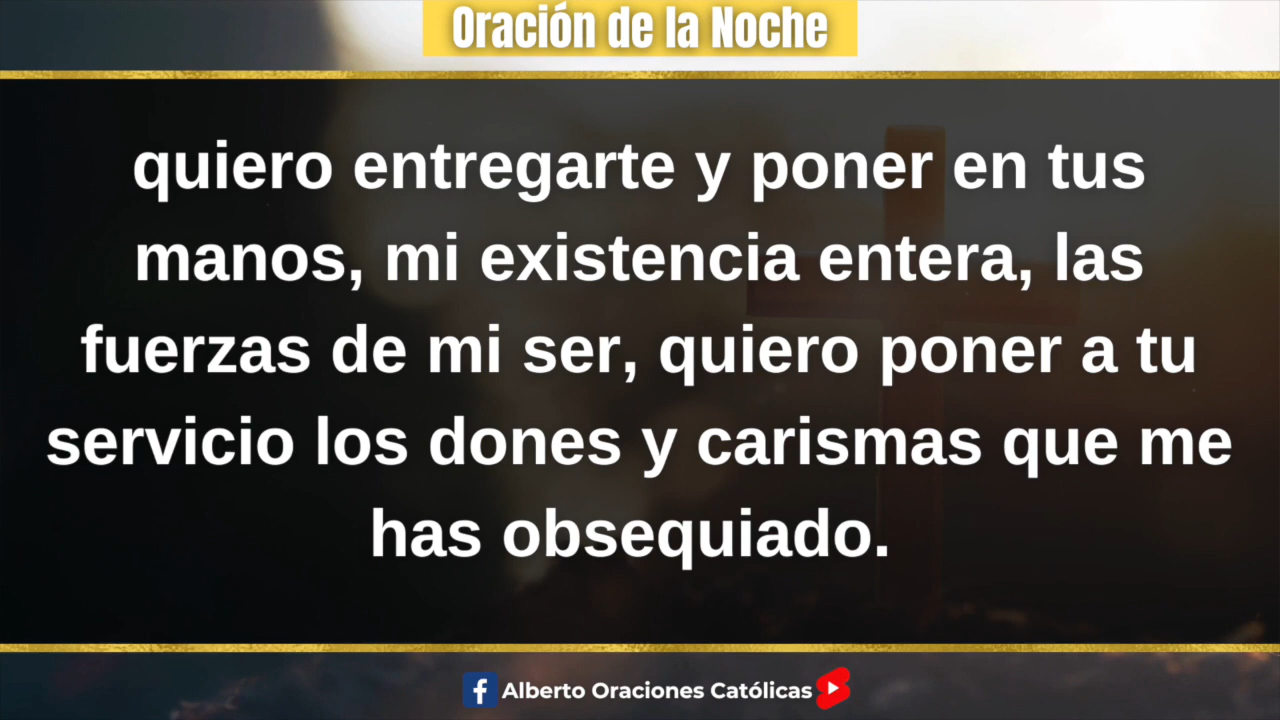 Oración de la Noche
quiero entregarte y poner en tus
manos, mi existencia entera, las
fuerzas de mi ser, quiero poner a tu
servicio los dones y carismas que me
has obsequiado.
Alberto Oraciones Católicas